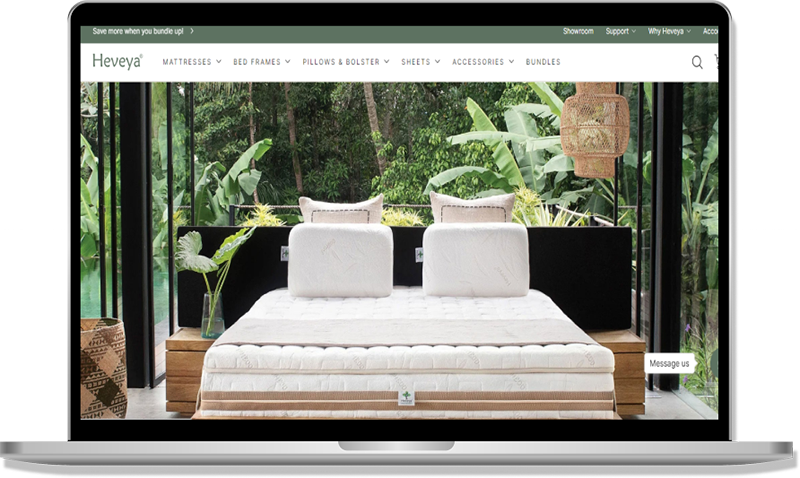 Save more when you bundle up! >
Showroom Support Why Heveya Acco
Heveya®
MATTRESSES BED FRAMES PILLOWS & BOLSTER SHEETS ACCESSORIES BUNDLES
Message us